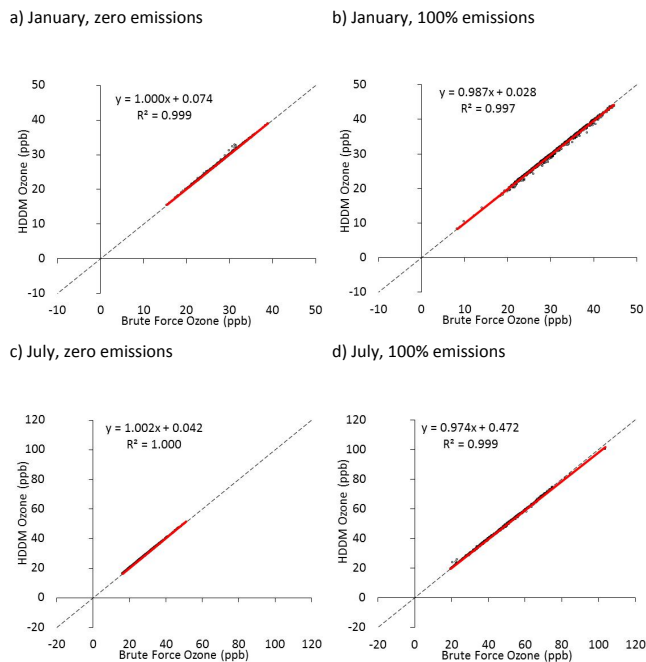 a) January, zero emissions
b) January, 100% emissions
50
40
30
20
10
0
-10
HDDM Ozone (ppb)
y = 1.000x + 0.074
R² = 0.999
-10 0 10 20 30 40 50
Brute Force Ozone (ppb)
50
40
30
20
10
0
-10
HDDM Ozone (ppb)
y = 0.987x + 0.028
R² = 0.997
-10 0 10 20 30 40 50
Brute Force Ozone (ppb)
c) July, zero emissions
d) July, 100% emissions
120
100
80
60
40
20
0
-20
HDDM Ozone (ppb)
y = 1.002x + 0.042
R² = 1.000
-20 0 20 40 60 80 100 120
Brute Force Ozone (ppb)
120
100
80
60
40
20
0
-20
HDDM Ozone (ppb)
y = 0.974x + 0.472
R² = 0.999
-20 0 20 40 60 80 100 120
Brute Force Ozone (ppb)